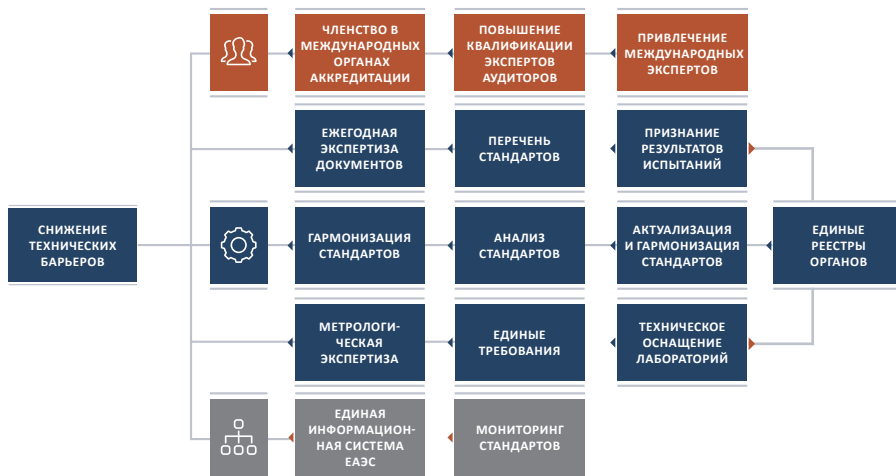 ЧЛЕНСТВО В
МЕЖДУНАРОДНЫХ
ОРГАНАХ
АККРЕДИТАЦИИ
ПОВЫШЕНИЕ
КВАЛИФИКАЦИИ
ЭКСПЕРТОВ
АУДИТОРОВ
ПРИВЛЕЧЕНИЕ
МЕЖДУНАРОДНЫХ
ЭКСПЕРТОВ
ЕЖЕГОДНАЯ
ЭКСПЕРТИЗА
ДОКУМЕНТОВ
ПЕРЕЧЕНЬ
СТАНДАРТОВ
ПРИЗНАНИЕ
РЕЗУЛЬТАТОВ
ИСПЫТАНИЙ
СНИЖЕНИЕ
ТЕХНИЧЕСКИХ
БАРЬЕРОВ
ГАРМОНИЗАЦИЯ
СТАНДАРТОВ
АНАЛИЗ
СТАНДАРТОВ
АКТУАЛИЗАЦИЯ
И ГАРМОНИЗАЦИЯ
СТАНДАРТОВ
ЕДИНЫЕ
РЕЕСТРЫ
ОРГАНОВ
МЕТРОЛОГИ-
ЧЕСКАЯ
ЭКСПЕРТИЗА
ЕДИНЫЕ
ТРЕБОВАНИЯ
ТЕХНИЧЕСКОЕ
ОСНАЩЕНИЕ
ЛАБОРАТОРИЙ
ЕДИНАЯ
ИНФОРМАЦИОН-
НАЯ СИСТЕМА
ЕАЭС
МОНИТОРИНГ
СТАНДАРТОВ